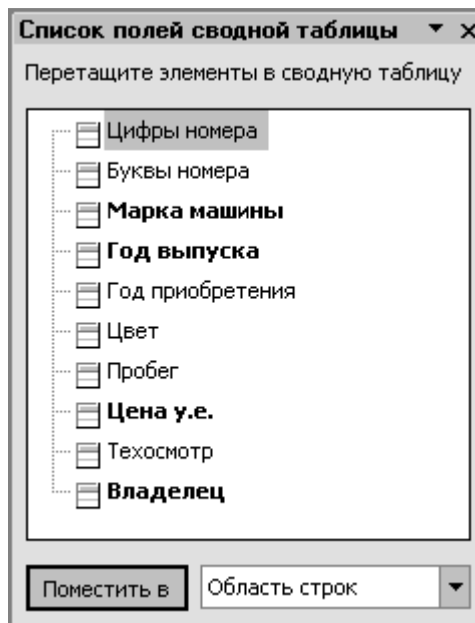 Список полей сводной таблицы
Перетащите элементы в сводную таблицу
Цифры номера
Буквы номера
Марка машины
Год выпуска
Год приобретения
Цвет
Пробег
Цена у.е.
Техосмотр
Владелец
Поместить в Область строк